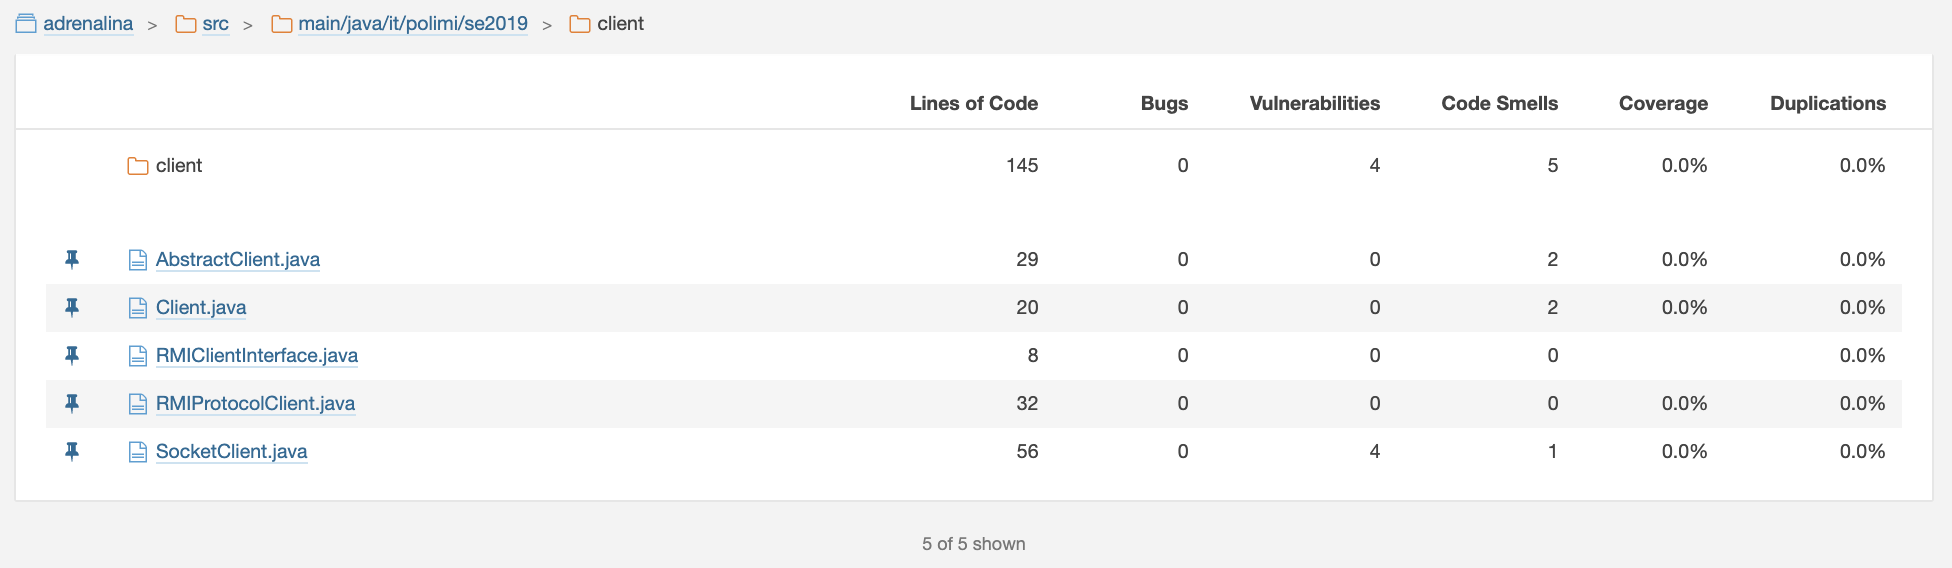 adrenalina > src > main/java/it/polimi/se2019 > client
Lines of Code Bugs Vulnerabilities Code Smells Coverage Duplications
client 145 0 4 5 0.0% 0.0%
AbstractClient.java 29 0 0 2 0.0% 0.0%
Client.java 20 0 0 2 0.0% 0.0%
RMIClientInterface.java 8 0 0 0 0.0%
RMIProtocolClient.java 32 0 0 0 0.0% 0.0%
SocketClient.java 56 0 4 1 0.0% 0.0%
5 of 5 shown